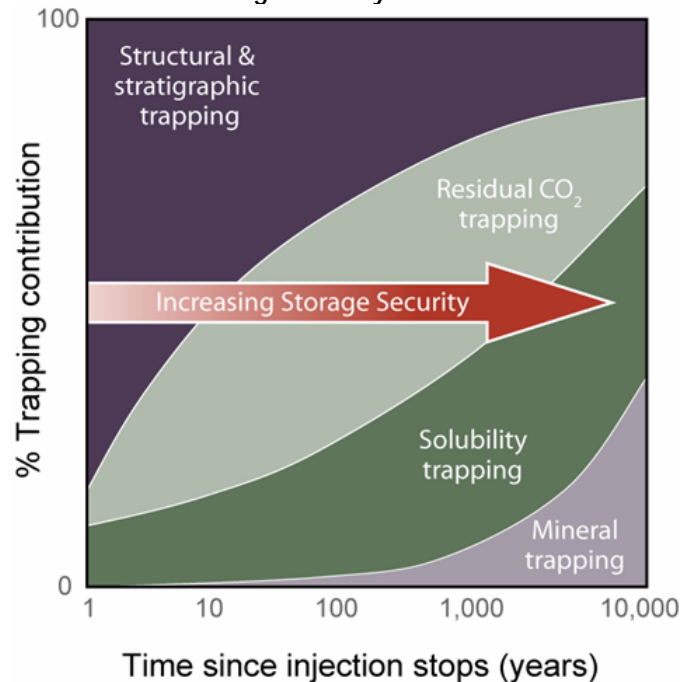 100
Structural &
stratigraphic
trapping
Residual CO₂
trapping
Increasing Storage Security
Solubility
trapping
Mineral
trapping
% Trapping contribution
0
1 10 100 1,000 10,000
Time since injection stops (years)